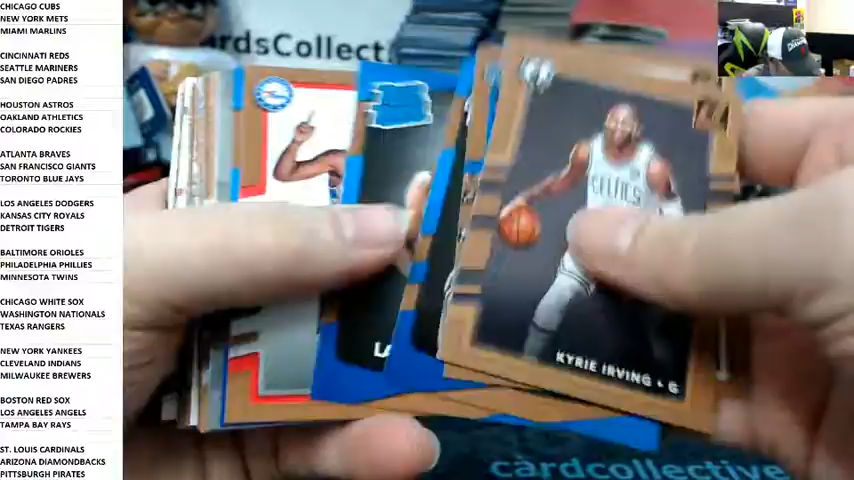 CHICAGO CUBS
NEW YORK METS
MIAMI MARLINS
CINCINNATI REDS
SEATTLE MARINERS
SAN DIEGO PADRES
HOUSTON ASTROS
OAKLAND ATHLETICS
COLORADO ROCKIES
ATLANTA BRAVES
SAN FRANCISCO GIANTS
TORONTO BLUE JAYS
LOS ANGELES DODGERS
KANSAS CITY ROYALS
DETROIT TIGERS
BALTIMORE ORIOLES
PHILADELPHIA PHILLIES
MINNESOTA TWINS
CHICAGO WHITE SOX
WASHINGTON NATIONALS
TEXAS RANGERS
NEW YORK YANKEES
CLEVELAND INDIANS
MILWAUKEE BREWERS
BOSTON RED SOX
LOS ANGELES ANGELS
TAMPA BAY RAYS
ST. LOUIS CARDINALS
ARIZONA DIAMONDBACKS
PITTSBURGH PIRATES
ardsCollect
CELTICS
KYRIE IRVING • G
LA
cardcollective